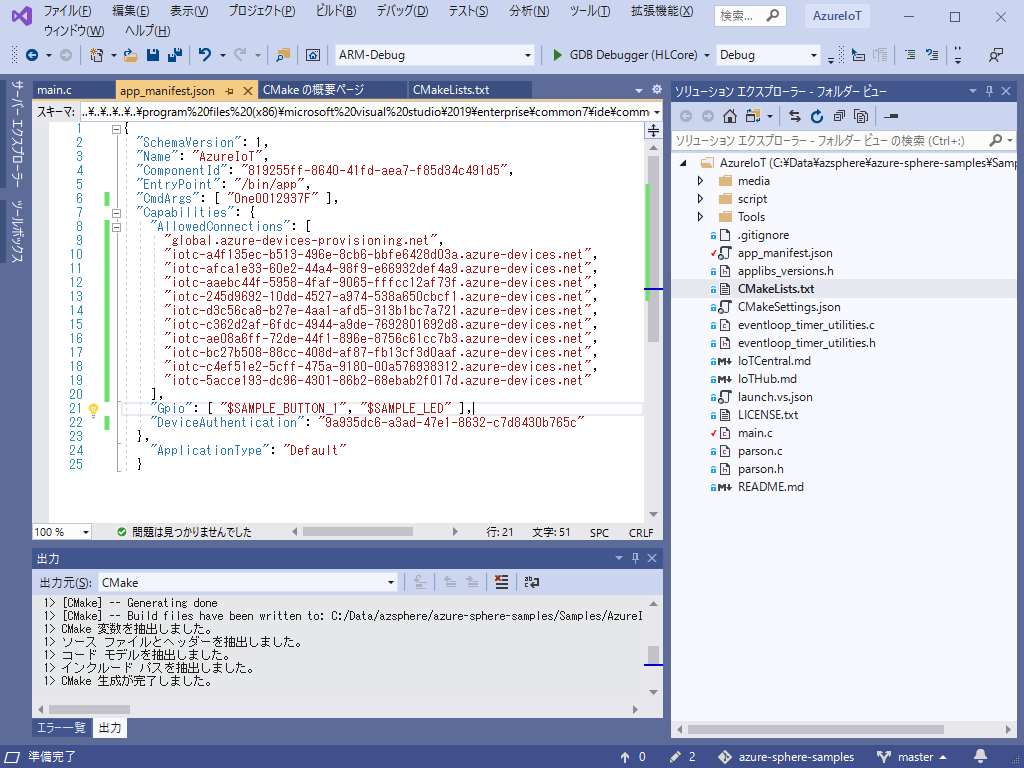 ファイル(F) 編集(E) 表示(V) プロジェクト(P) ビルド(B) デバッグ(D) テスト(S) 分析(N) ツール(T) 拡張機能(X) 検索... AzureIoT
ウィンドウ(W) ヘルプ(H)
ARM-Debug GDB Debugger (HLCore) Debug
サーバー エクスプローラー
ツールボックス
main.c app_manifest.json CMake の概要ページ CMakeLists.txt
スキーマ: ..¥..¥..¥..¥..¥program%20files%20(x86)¥microsoft%20visual%20studio¥2019¥enterprise¥common7¥ide¥comm
1 {
2 "SchemaVersion": 1,
3 "Name": "AzureIoT",
4 "ComponentId": "819255ff-8640-41fd-aea7-f85d34c491d5",
5 "EntryPoint": "/bin/app",
6 "CmdArgs": [ "One0012937F" ],
7 "Capabilities": {
8 "AllowedConnections": [
9 "global.azure-devices-provisioning.net",
10 "iotc-a4f135ec-b513-496e-8cb6-bbfe6428d03a.azure-devices.net",
11 "iotc-afca1e33-60e2-44a4-98f9-e66932def4a9.azure-devices.net",
12 "iotc-aaebc44f-5958-4faf-9065-fffcc12af73f.azure-devices.net",
13 "iotc-245d9692-10dd-4527-a974-538a650cbcf1.azure-devices.net",
14 "iotc-d3c56ca8-b27e-4aa1-afd5-313b1bc7a721.azure-devices.net",
15 "iotc-c362d2af-6fdc-4944-a9de-7692801692d8.azure-devices.net",
16 "iotc-ae08a6ff-72de-44f1-896e-8756c61cc7b3.azure-devices.net",
17 "iotc-bc27b508-88cc-408d-af87-fb13cf3d0aaf.azure-devices.net",
18 "iotc-c4ef51e2-5cff-475a-9180-00a576938312.azure-devices.net",
19 "iotc-5acce193-dc96-4301-86b2-68ebab2f017d.azure-devices.net"
20 ],
21 "Gpio": [ "$SAMPLE_BUTTON_1", "$SAMPLE_LED" ],
22 "DeviceAuthentication": "9a935dc6-a3ad-47e1-8632-c7d8430b765c"
23 },
24 "ApplicationType": "Default"
25 }
100 % 問題は見つかりませんでした 行: 21 文字: 51 SPC CRLF
出力
出力元(S): CMake
1> [CMake] -- Generating done
1> [CMake] -- Build files have been written to: C:/Data/azsphere/azure-sphere-samples/Samples/AzureI
1> CMake 変数を抽出しました。
1> ソース ファイルとヘッダーを抽出しました。
1> コード モデルを抽出しました。
1> インクルード パスを抽出しました。
1> CMake 生成が完了しました。
エラー一覧 出力
ソリューション エクスプローラー - フォルダー ビュー
ソリューション エクスプローラー - フォルダー ビュー の検索 (Ctrl+:)
AzureIoT (C:¥Data¥azsphere¥azure-sphere-samples¥Samp
media
script
Tools
.gitignore
app_manifest.json
applibs_versions.h
CMakeLists.txt
CMakeSettings.json
eventloop_timer_utilities.c
eventloop_timer_utilities.h
IoTCentral.md
IoTHub.md
launch.vs.json
LICENSE.txt
main.c
parson.c
parson.h
README.md
準備完了 0 2 azure-sphere-samples master